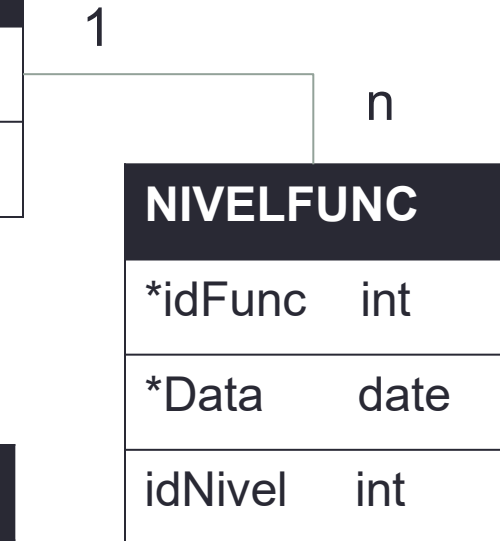 1
n
NIVELFUNC
*idFunc int
*Data date
idNivel int